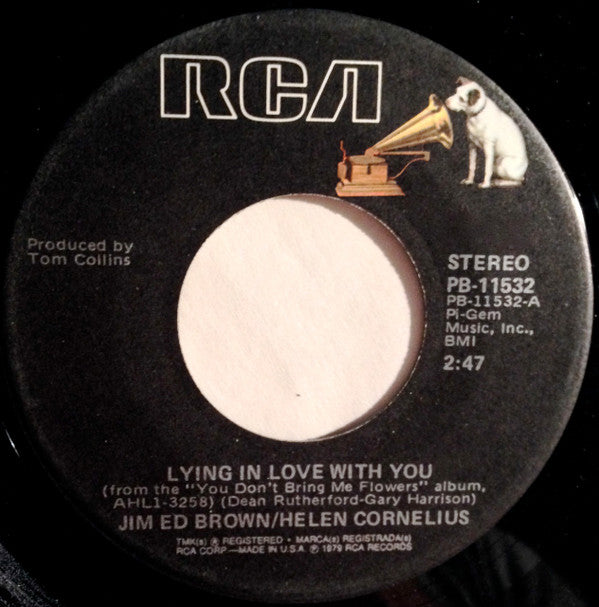 RCA
Produced by
Tom Collins
STEREO
PB-11532
PB-11532-A
Pi-Gem
Music, Inc.,
BMI
2:47
LYING IN LOVE WITH YOU
(from the "You Don't Bring Me Flowers" album,
AHL1-3258) (Dean Rutherford-Gary Harrison)
JIM ED BROWN/HELEN CORNELIUS
TMK(s) ® REGISTERED • MARCA(s) REGISTRADA(s)
RCA CORP—MADE IN U.S.A. ℗ 1979 RCA RECORDS